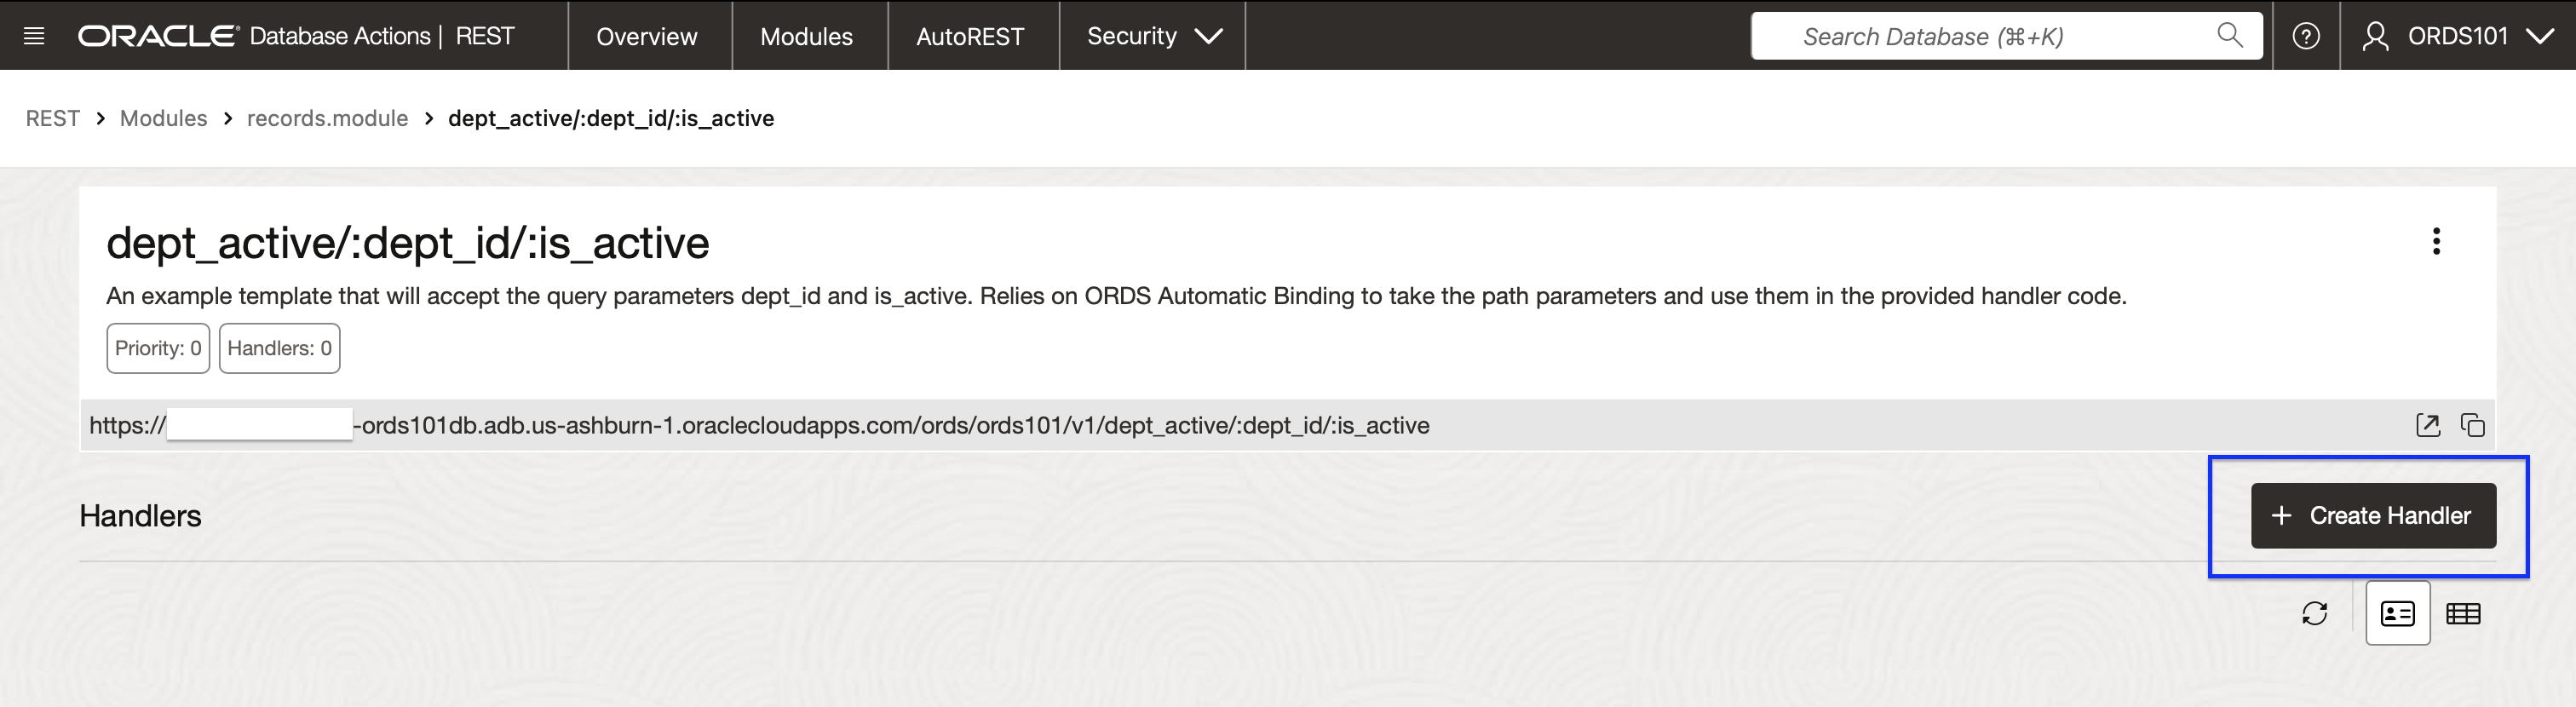 ORACLE Database Actions | REST Overview Modules AutoREST Security Search Database (⌘+K) ORDS101
REST > Modules > records.module > dept_active/:dept_id/:is_active
dept_active/:dept_id/:is_active
An example template that will accept the query parameters dept_id and is_active. Relies on ORDS Automatic Binding to take the path parameters and use them in the provided handler code.
Priority: 0 Handlers: 0
https:// -ords101db.adb.us-ashburn-1.oraclecloudapps.com/ords/ords101/v1/dept_active/:dept_id/:is_active
Handlers + Create Handler